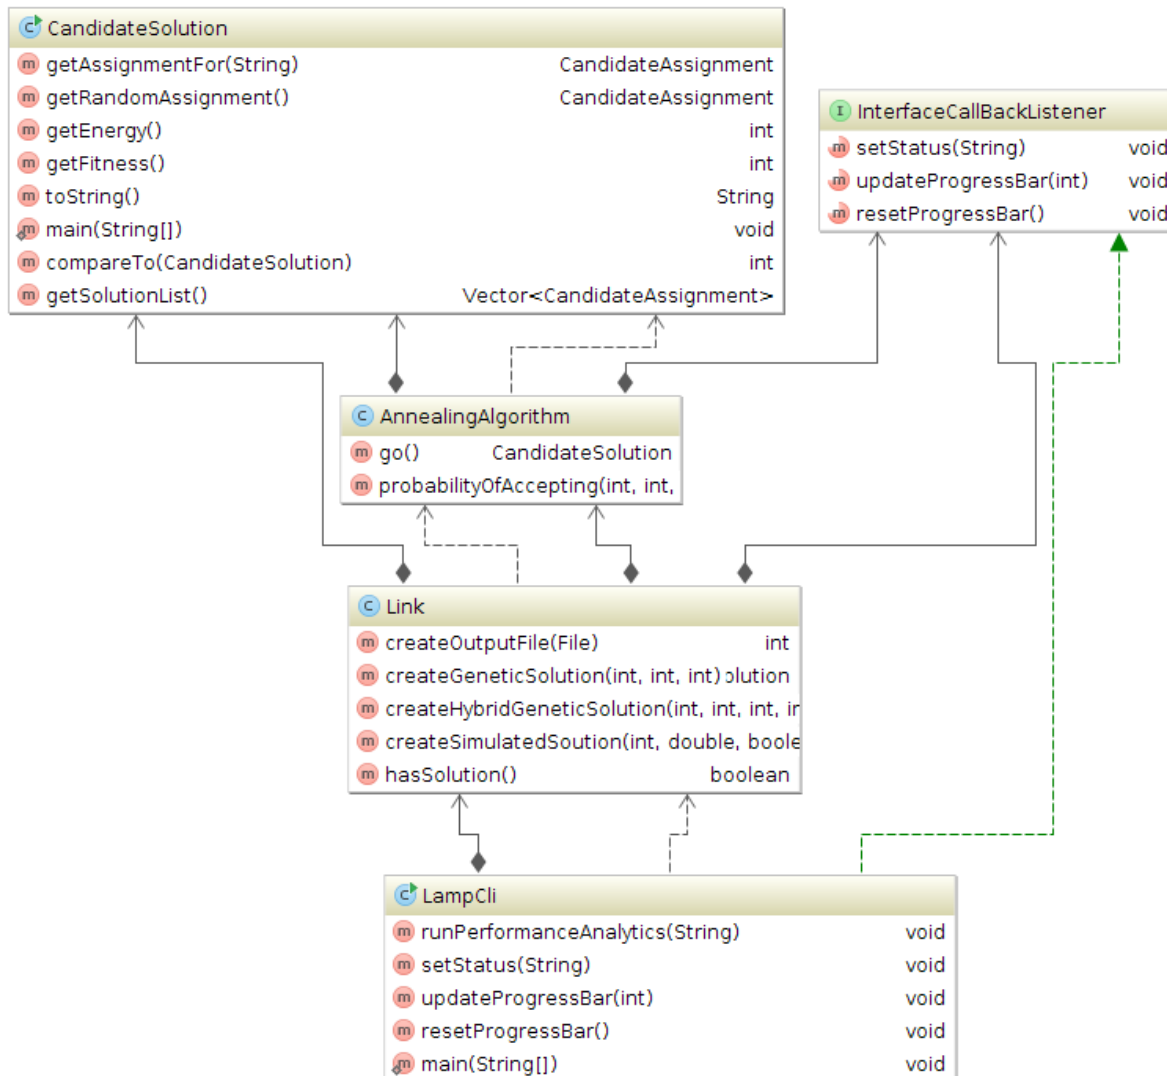 CandidateSolution
getAssignmentFor(String) CandidateAssignment
getRandomAssignment() CandidateAssignment
getEnergy() int
getFitness() int
toString() String
main(String[]) void
compareTo(CandidateSolution) int
getSolutionList() Vector<CandidateAssignment>
InterfaceCallBackListener
setStatus(String) void
updateProgressBar(int) void
resetProgressBar() void
AnnealingAlgorithm
go() CandidateSolution
probabilityOfAccepting(int, int,
Link
createOutputFile(File) int
createGeneticSolution(int, int, int) olution
createHybridGeneticSolution(int, int, int, in
createSimulatedSoution(int, double, boole
hasSolution() boolean
LampCli
runPerformanceAnalytics(String) void
setStatus(String) void
updateProgressBar(int) void
resetProgressBar() void
main(String[]) void